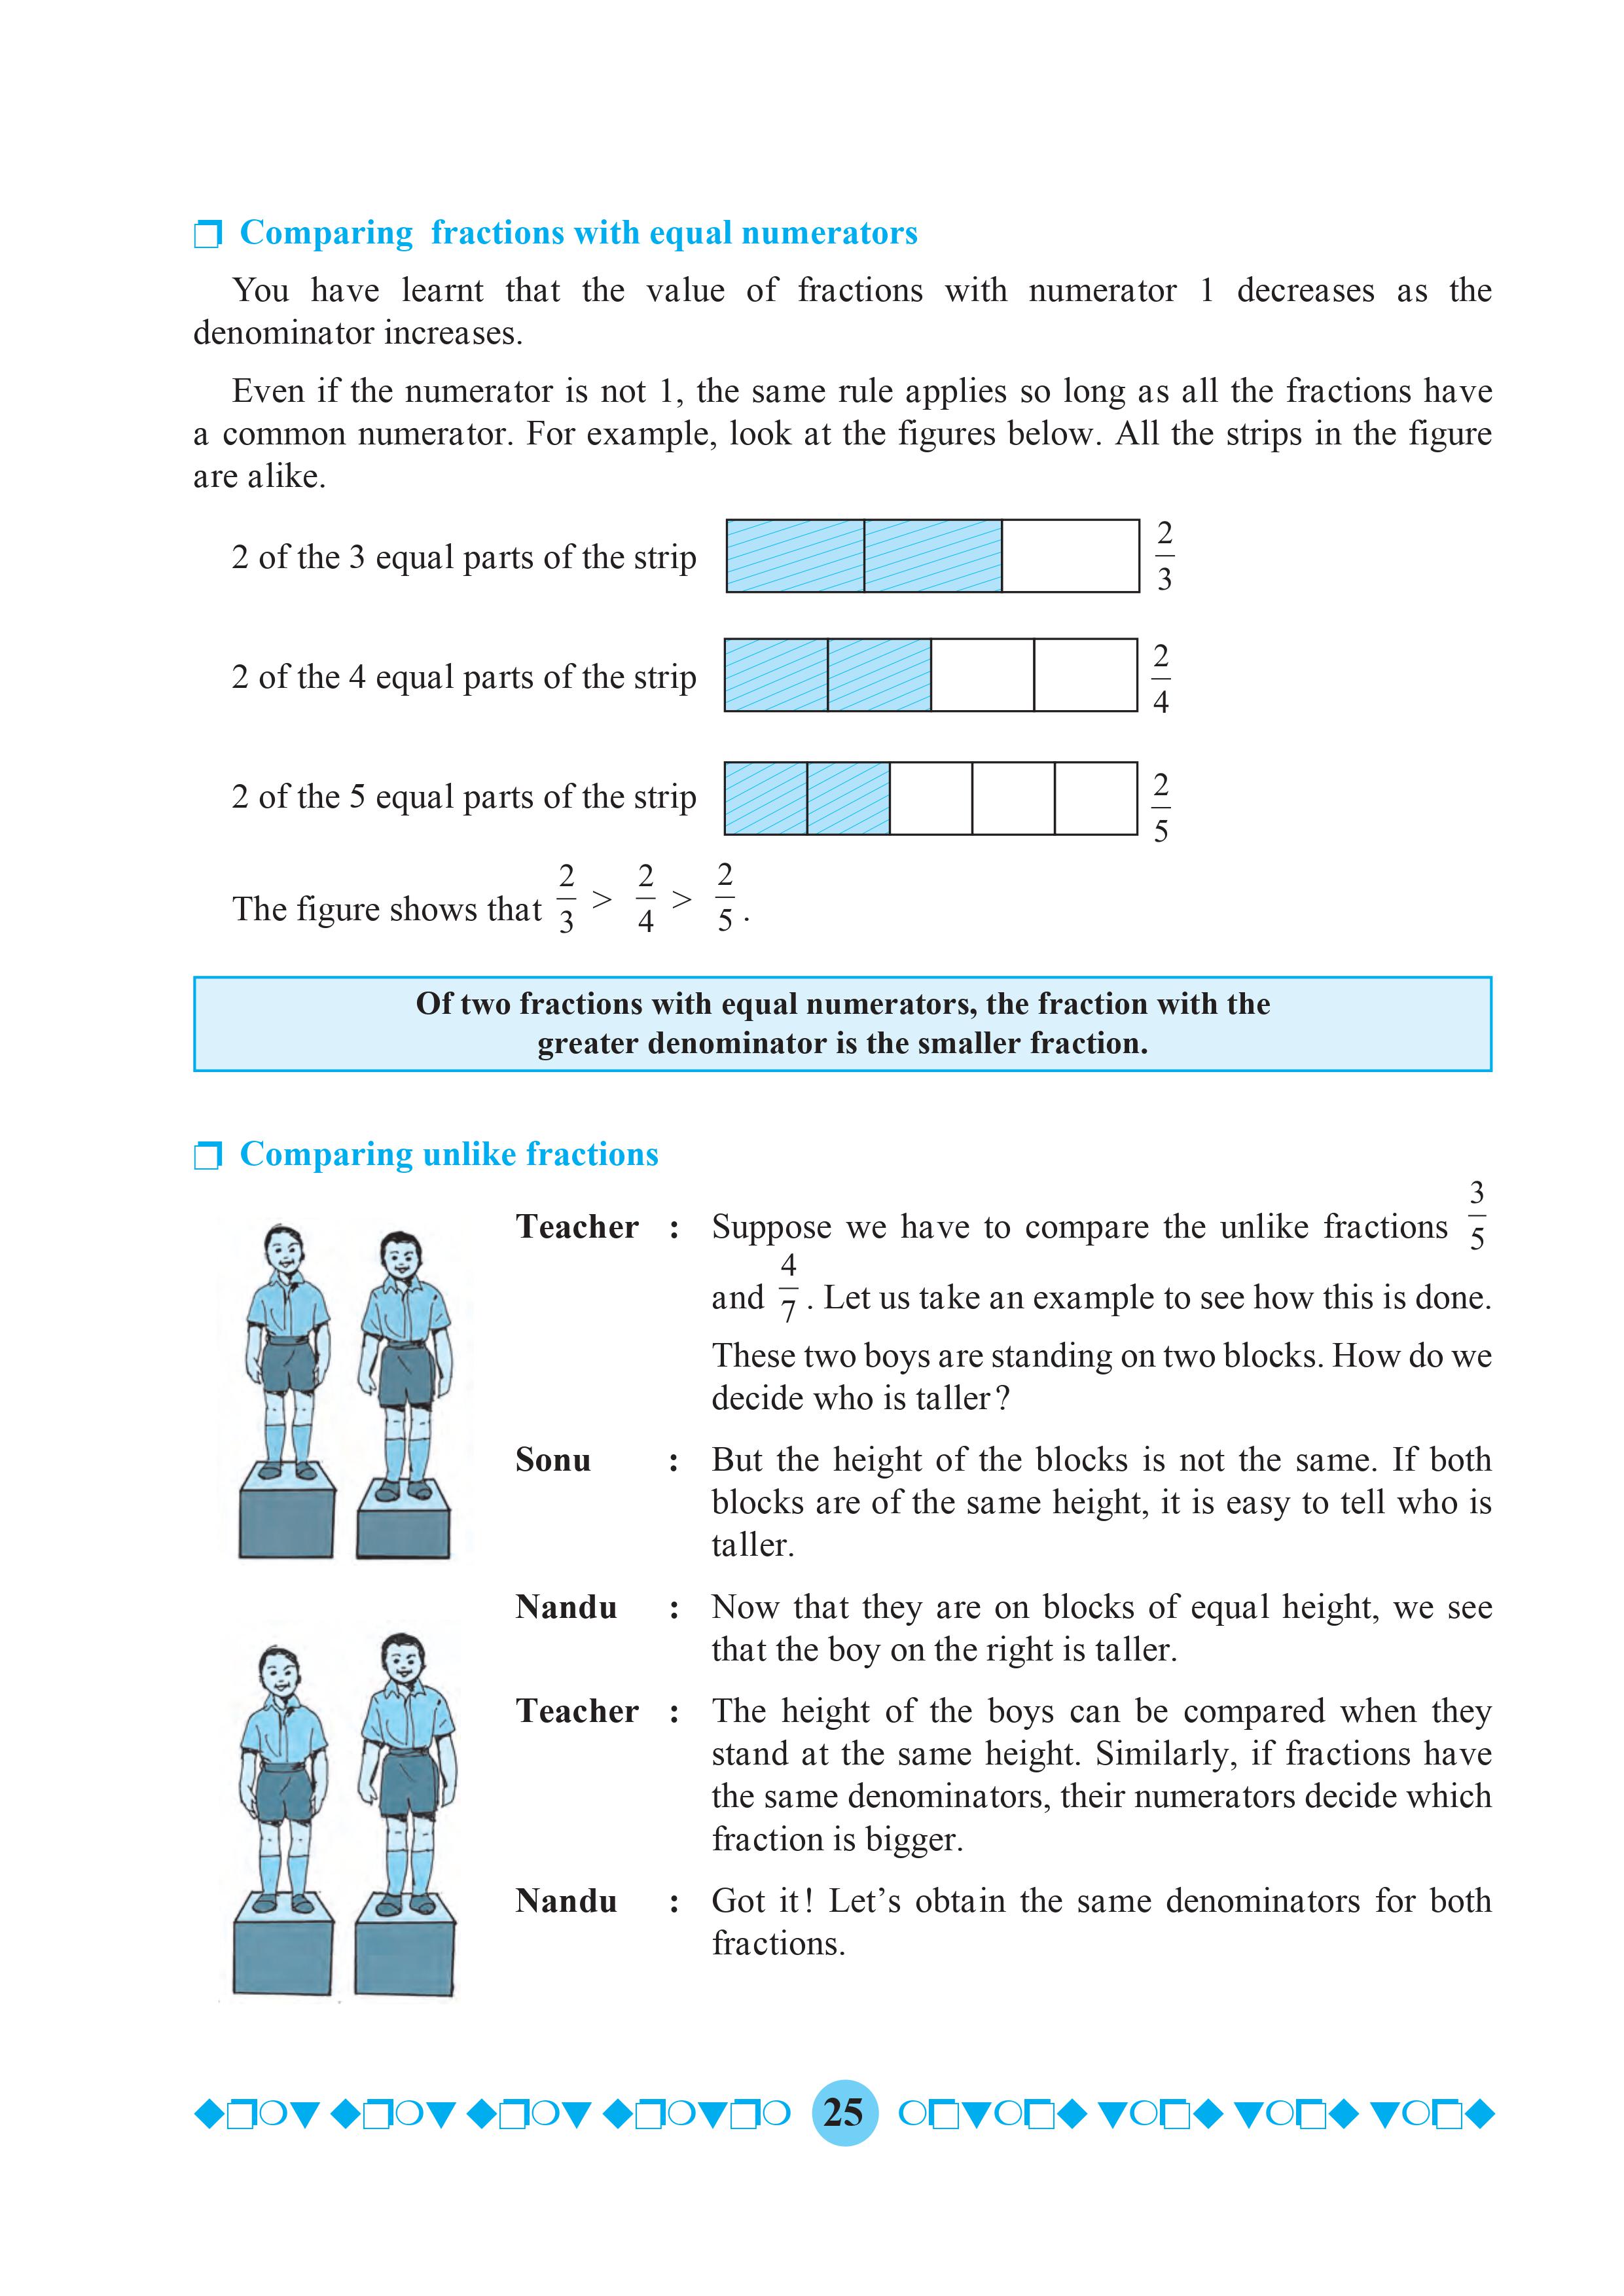 Comparing fractions with equal numerators
You have learnt that the value of fractions with numerator 1 decreases as the
denominator increases.
Even if the numerator is not 1, the same rule applies so long as all the fractions have
a common numerator. For example, look at the figures below. All the strips in the figure
are alike.
2 of the 3 equal parts of the strip 2/3
2 of the 4 equal parts of the strip 2/4
2 of the 5 equal parts of the strip 2/5
The figure shows that 2/3 > 2/4 > 2/5.
Of two fractions with equal numerators, the fraction with the
greater denominator is the smaller fraction.
Comparing unlike fractions
Teacher : Suppose we have to compare the unlike fractions 3/5
and 4/7. Let us take an example to see how this is done.
These two boys are standing on two blocks. How do we
decide who is taller?
Sonu : But the height of the blocks is not the same. If both
blocks are of the same height, it is easy to tell who is
taller.
Nandu : Now that they are on blocks of equal height, we see
that the boy on the right is taller.
Teacher : The height of the boys can be compared when they
stand at the same height. Similarly, if fractions have
the same denominators, their numerators decide which
fraction is bigger.
Nandu : Got it! Let's obtain the same denominators for both
fractions.
25